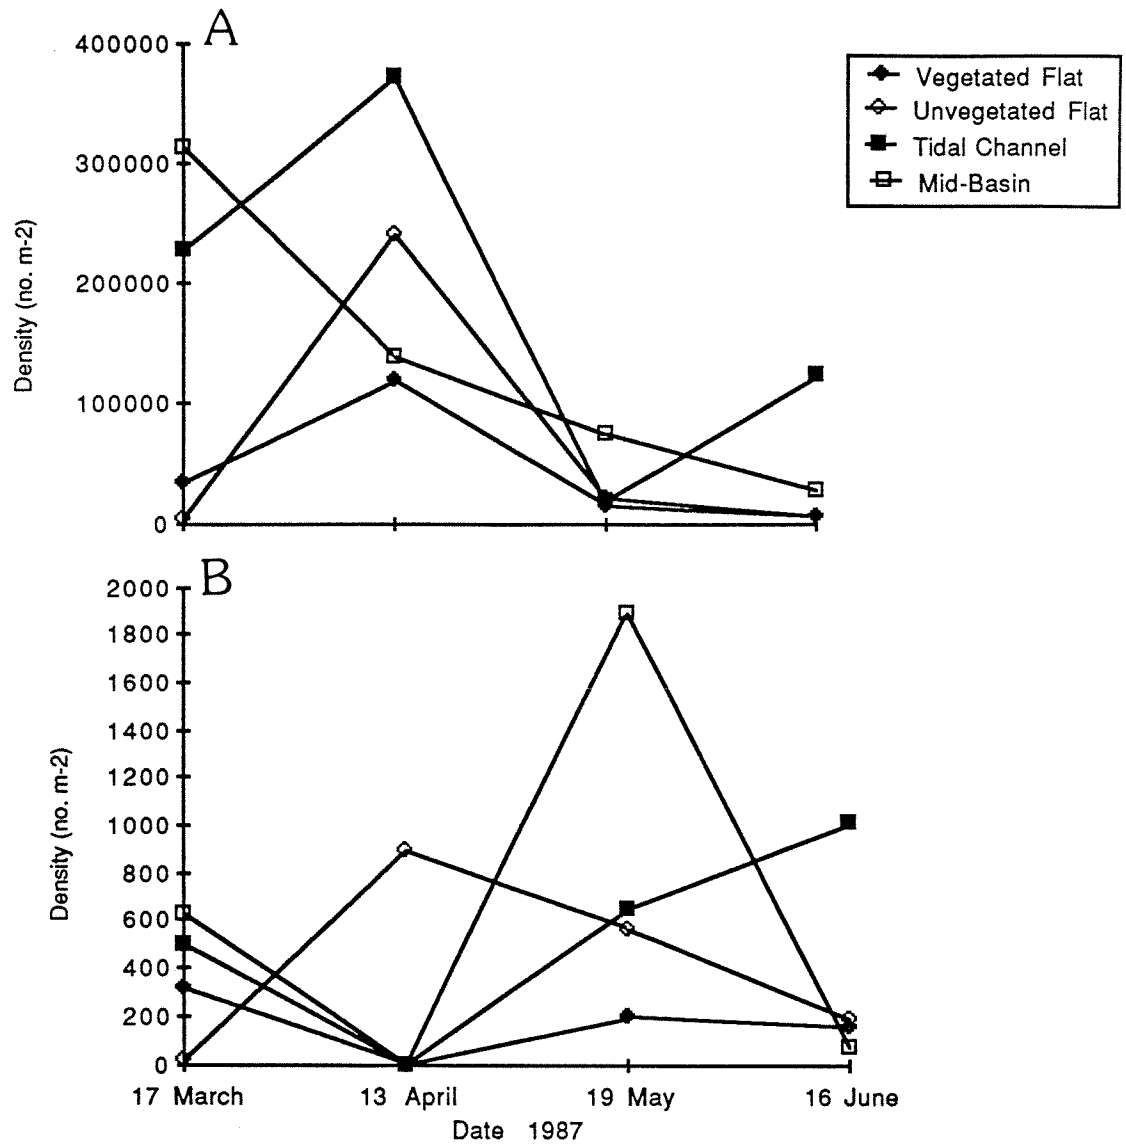 A
400000
300000
200000
100000
0
Density (no. m-2)
Vegetated Flat
Unvegetated Flat
Tidal Channel
Mid-Basin
B
2000
1800
1600
1400
1200
1000
800
600
400
200
0
Density (no. m-2)
17 March 13 April 19 May 16 June
Date 1987